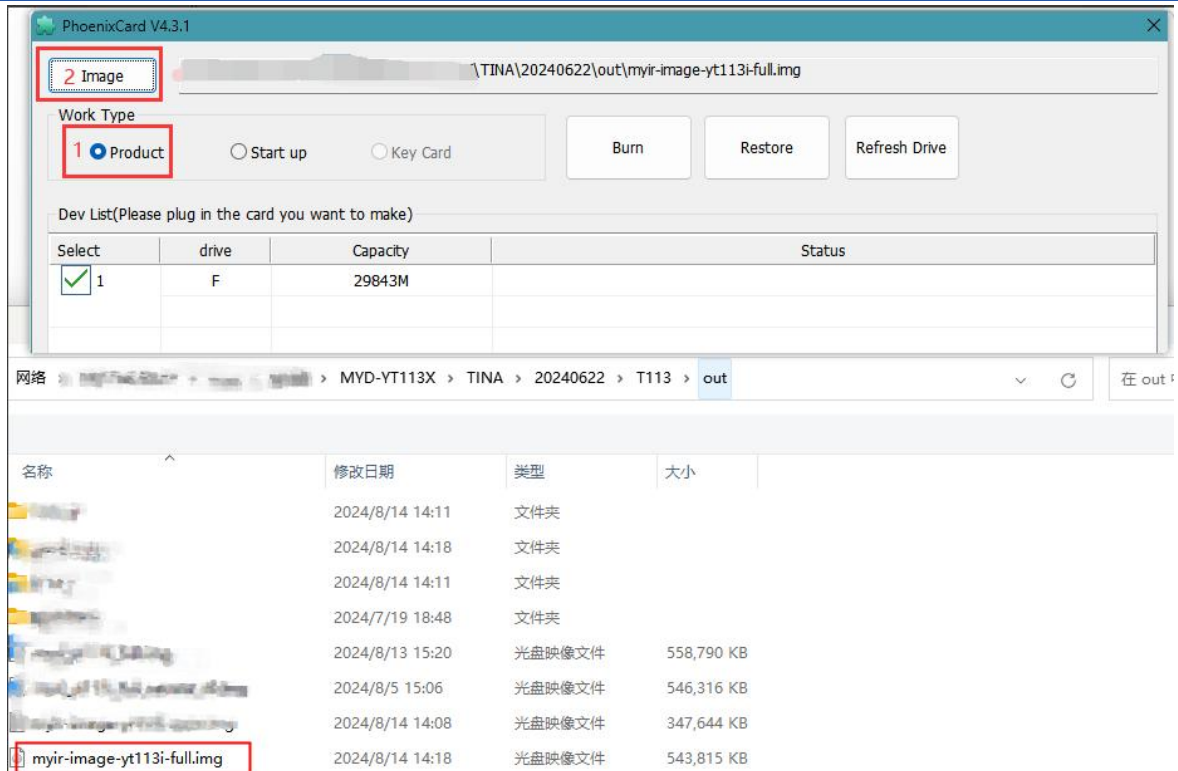 PhoenixCard V4.3.1
2 Image
\TINA\20240622\out\myir-image-yt113i-full.img
Work Type
1 Product Start up Key Card
Burn Restore Refresh Drive
Dev List(Please plug in the card you want to make)
Select drive Capacity Status
1 F 29843M
网络 › MYD-YT113X › TINA › 20240622 › T113 › out 在 out
名称 修改日期 类型 大小
2024/8/14 14:11 文件夹
2024/8/14 14:18 文件夹
2024/8/14 14:11 文件夹
2024/7/19 18:48 文件夹
2024/8/13 15:20 光盘映像文件 558,790 KB
2024/8/5 15:06 光盘映像文件 546,316 KB
2024/8/14 14:08 光盘映像文件 347,644 KB
myir-image-yt113i-full.img 2024/8/14 14:18 光盘映像文件 543,815 KB